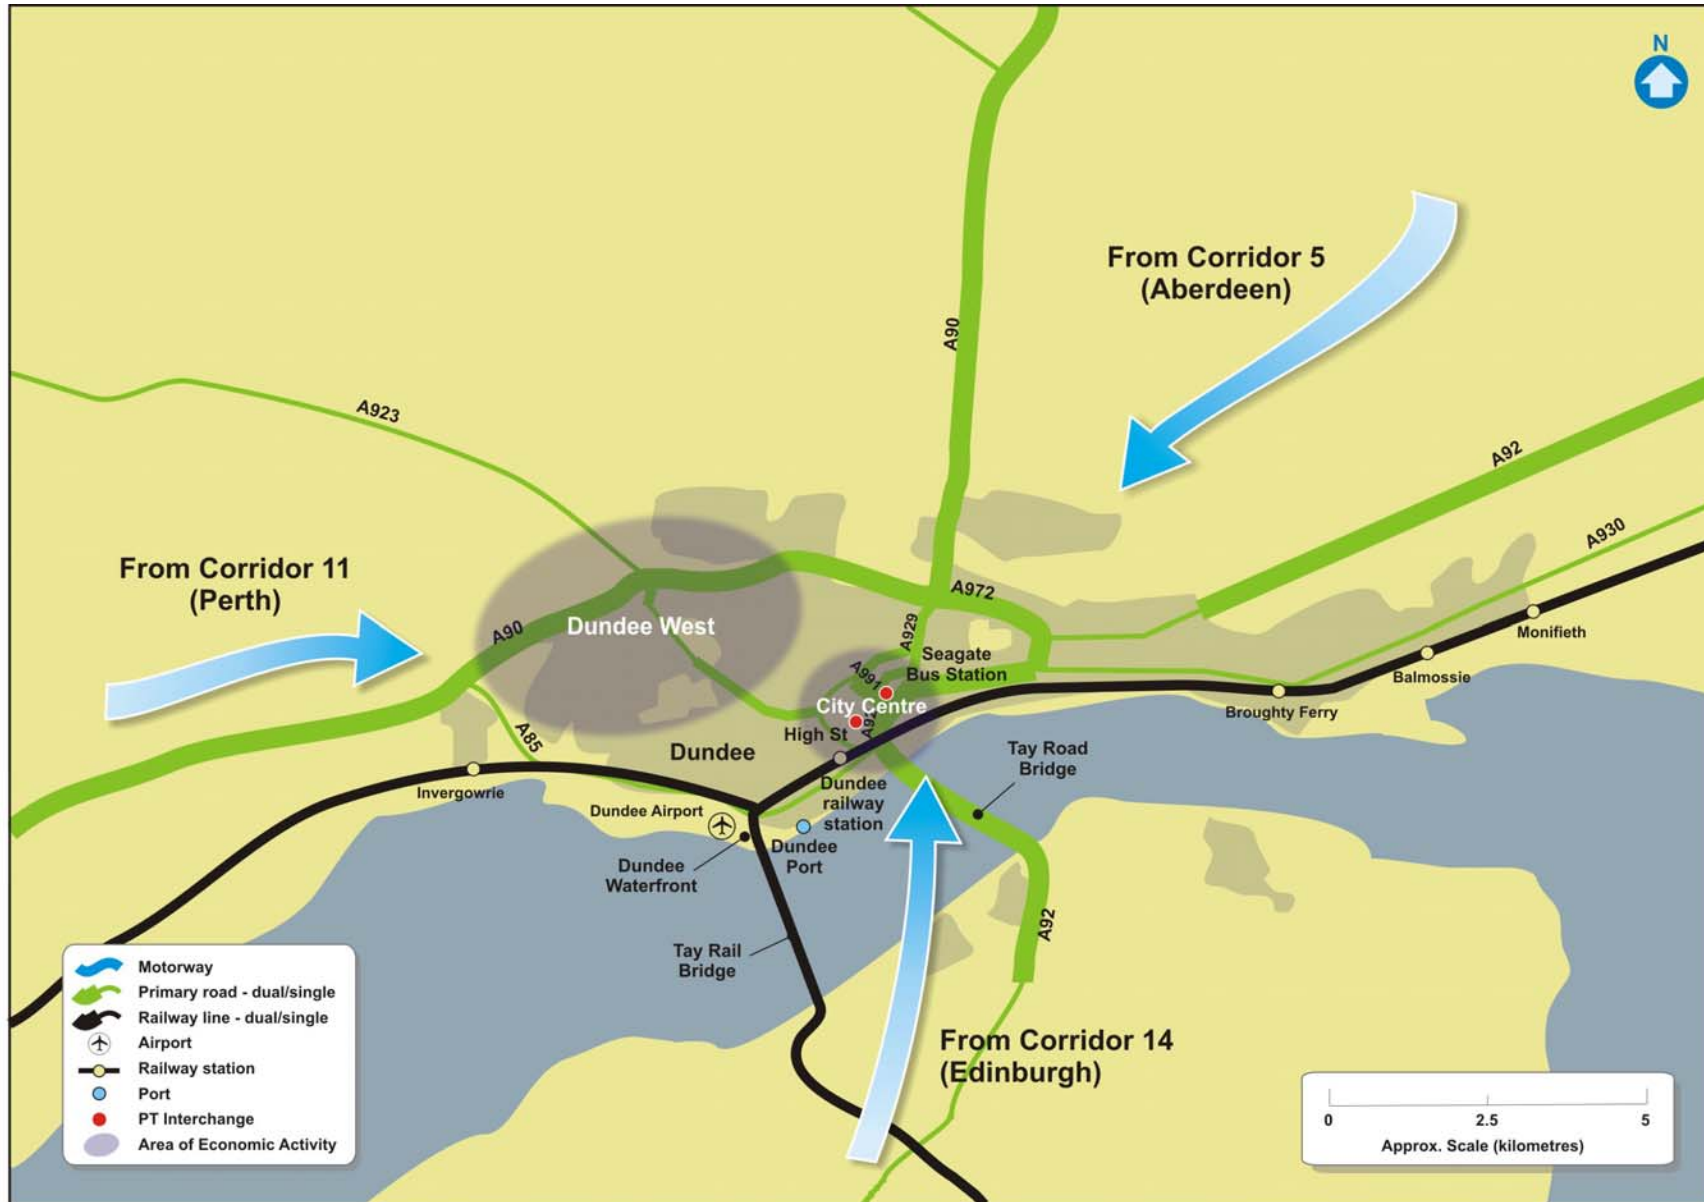 N
From Corridor 5
(Aberdeen)
A90
A923
A92
A930
From Corridor 11
(Perth)
A90
A972
Dundee West
A929
Seagate
Bus Station
A991
City Centre
A92
High St
Monifieth
Balmossie
Broughty Ferry
A85
Dundee
Tay Road
Bridge
Invergowrie
Dundee
railway
station
Dundee Airport
Dundee
Port
Dundee
Waterfront
A92
Tay Rail
Bridge
From Corridor 14
(Edinburgh)
Motorway
Primary road - dual/single
Railway line - dual/single
Airport
Railway station
Port
PT Interchange
Area of Economic Activity
0 2.5 5
Approx. Scale (kilometres)